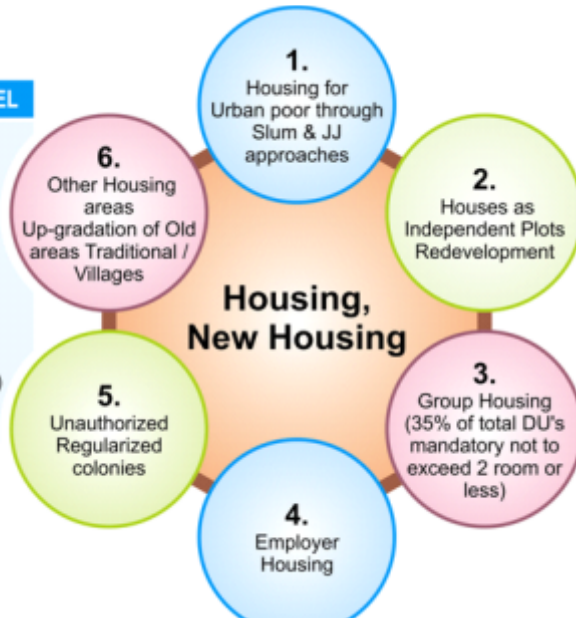 EL
1.
Housing for
Urban poor through
Slum & JJ
approaches
2.
Houses as
Independent Plots
Redevelopment
3.
Group Housing
(35% of total DU's
mandatory not to
exceed 2 room or
less)
4.
Employer
Housing
5.
Unauthorized
Regularized
colonies
6.
Other Housing
areas
Up-gradation of Old
areas Traditional /
Villages
Housing,
New Housing
)